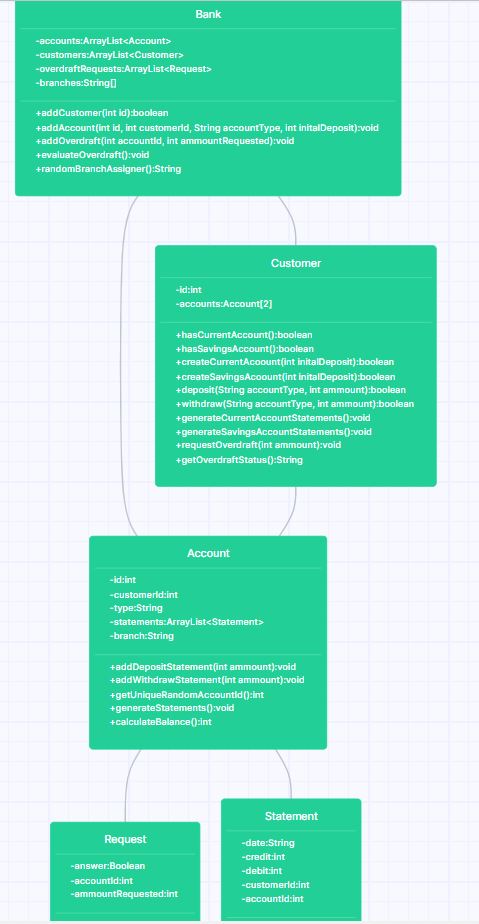 Bank
-accounts:ArrayList<Account>
-customers:ArrayList<Customer>
-overdraftRequests:ArrayList<Request>
-branches:String[]
+addCustomer(int id):boolean
+addAccount(int id, int customerId, String accountType, int initalDeposit):void
+addOverdraft(int accountId, int ammountRequested):void
+evaluateOverdraft():void
+randomBranchAssigner():String
Customer
-id:int
-accounts:Account[2]
+hasCurrentAccount():boolean
+hasSavingsAccount():boolean
+createCurrentAcoount(int initalDeposit):boolean
+createSavingsAcoount(int initalDeposit):boolean
+deposit(String accountType, int ammount):boolean
+withdraw(String accountType, int ammount):boolean
+generateCurrentAccountStatements():void
+generateSavingsAccountStatements():void
+requestOverdraft(int ammount):void
+getOverdraftStatus():String
Account
-id:int
-customerId:int
-type:String
-statements:ArrayList<Statement>
-branch:String
+addDepositStatement(int ammount):void
+addWithdrawStatement(int ammount):void
+getUniqueRandomAccountId():int
+generateStatements():void
+calculateBalance():int
Request
-answer:Boolean
-accountId:int
-ammountRequested:int
Statement
-date:String
-credit:int
-debit:int
-customerId:int
-accountId:int